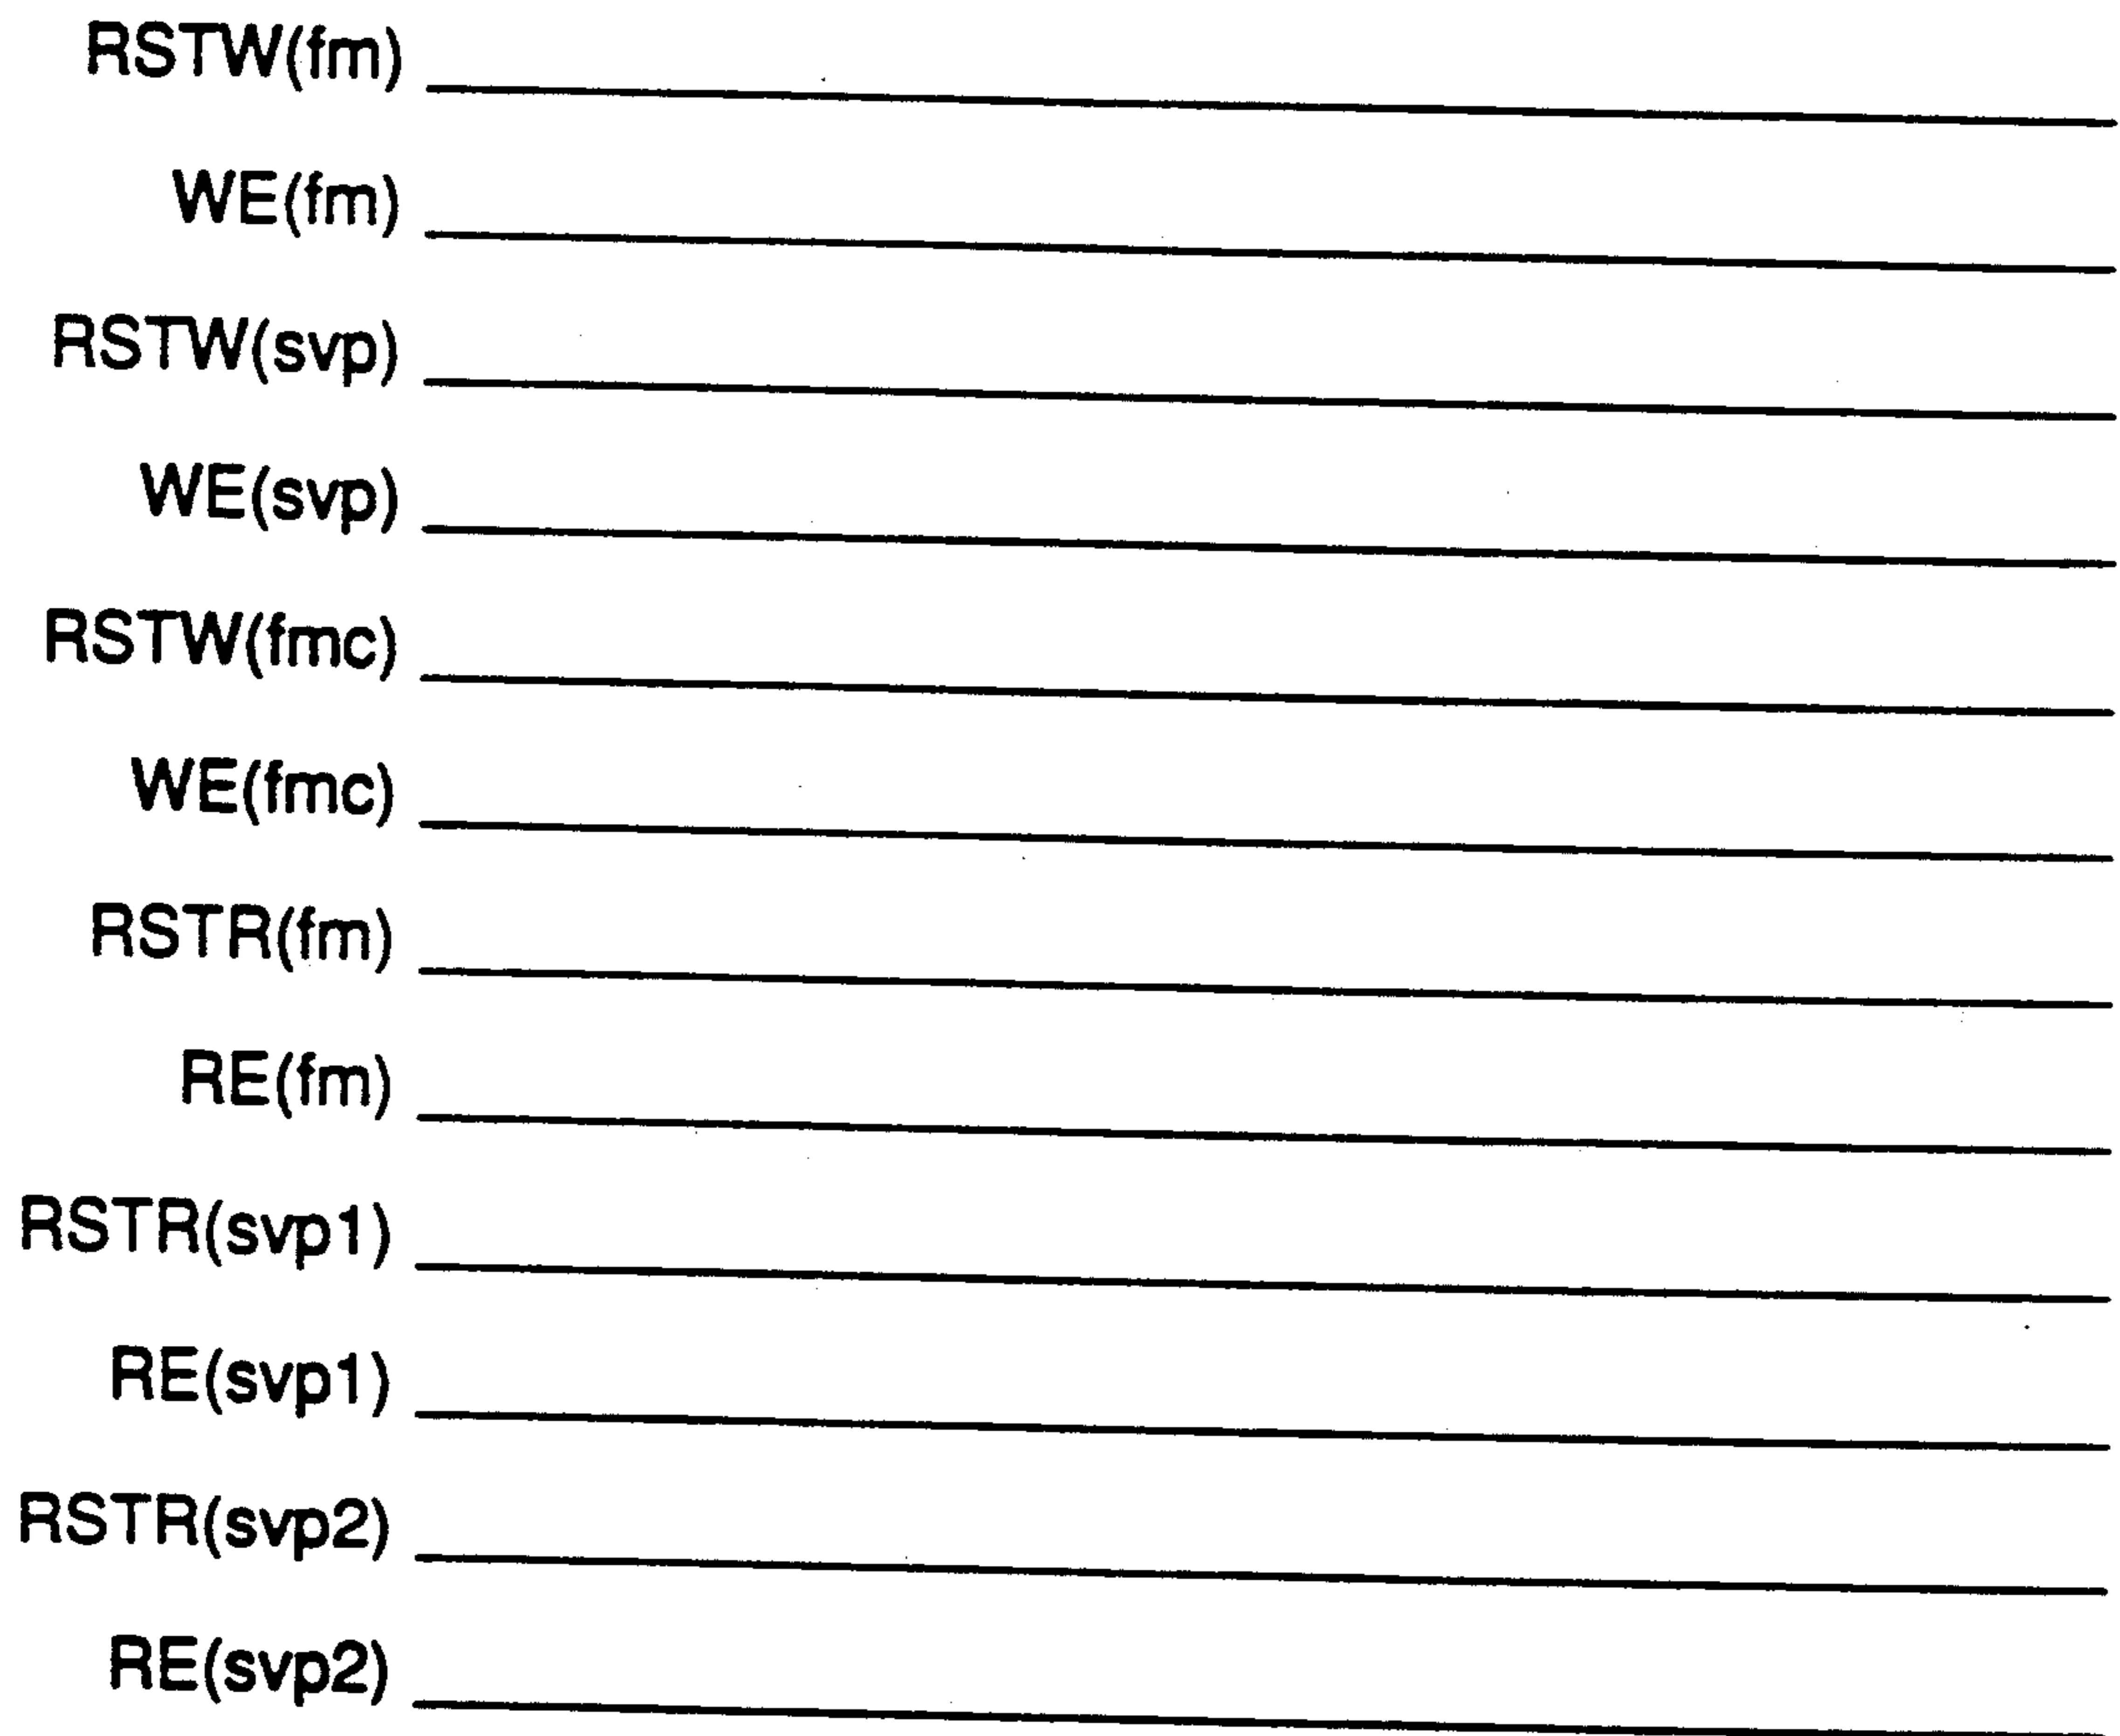 RSTW(fm)
WE(fm)
RSTW(svp)
WE(svp)
RSTW(fmc)
WE(fmc)
RSTR(fm)
RE(fm)
RSTR(svp1)
RE(svp1)
RSTR(svp2)
RE(svp2)